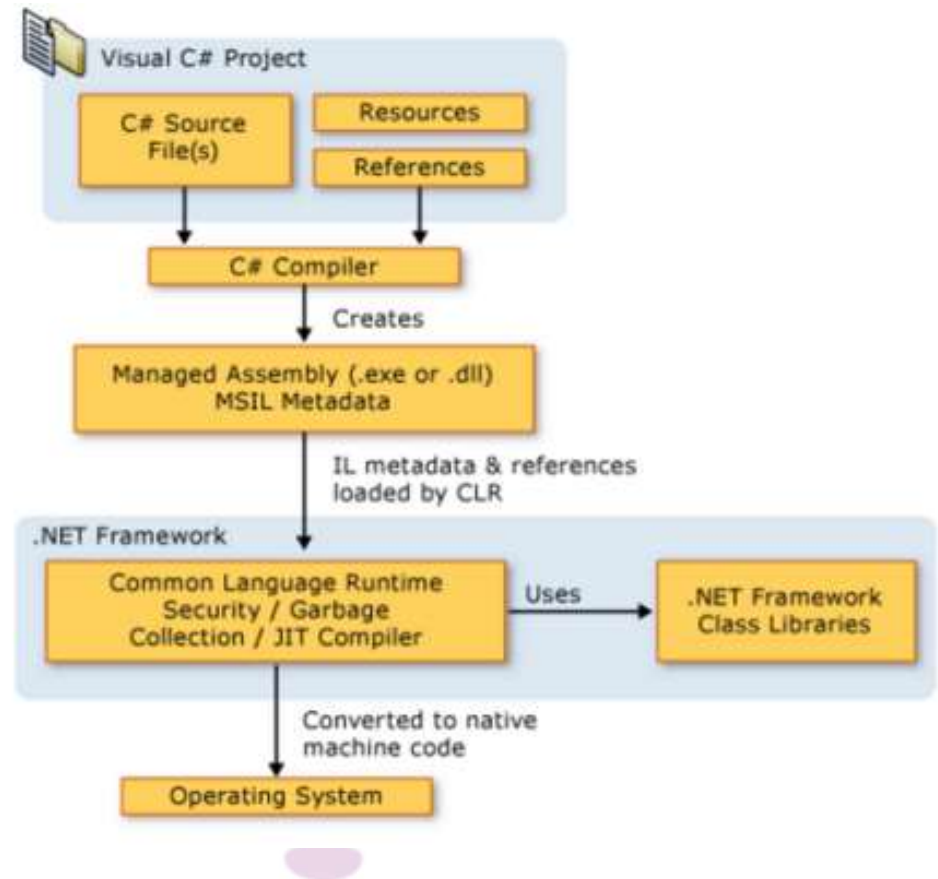 Visual C# Project
C# Source
File(s)
Resources
References
C# Compiler
Creates
Managed Assembly (.exe or .dll)
MSIL Metadata
IL metadata & references
loaded by CLR
.NET Framework
Common Language Runtime
Security / Garbage
Collection / JIT Compiler
Uses
.NET Framework
Class Libraries
Converted to native
machine code
Operating System